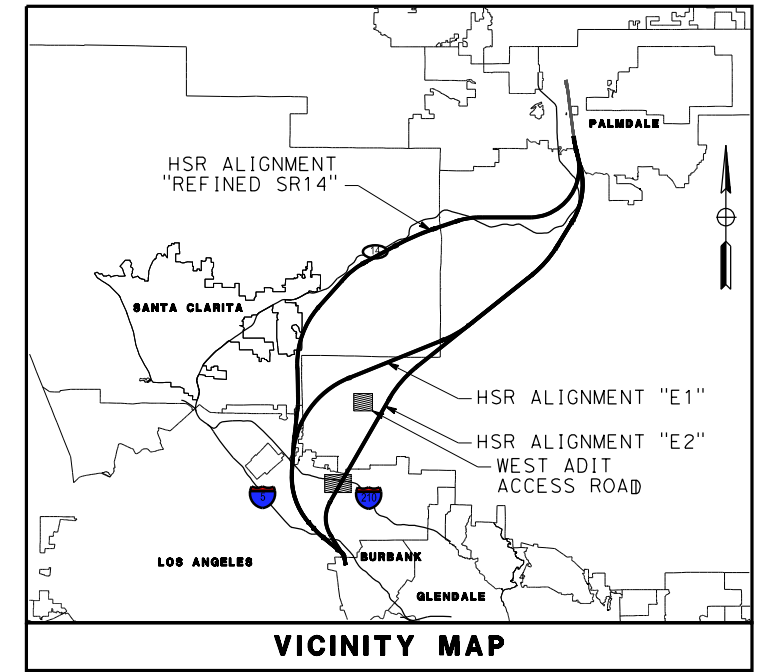 PALMDALE
HSR ALIGNMENT
"REFINED SR14"
14
SANTA CLARITA
HSR ALIGNMENT "E1"
HSR ALIGNMENT "E2"
WEST ADIT
ACCESS ROAD
5
210
LOS ANGELES
BURBANK
GLENDALE
VICINITY MAP